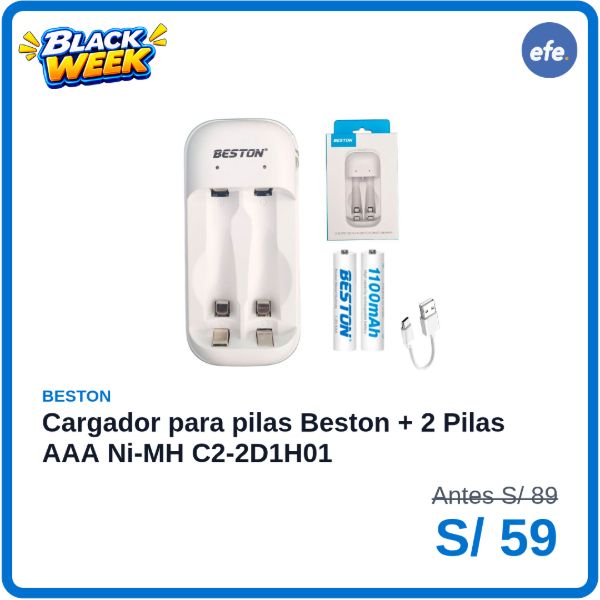 BLACK
WEEK
efe.
BESTON
BESTON
BESTON
1100mAh
BESTON
Cargador para pilas Beston + 2 Pilas
AAA Ni-MH C2-2D1H01
Antes S/ 89
S/ 59